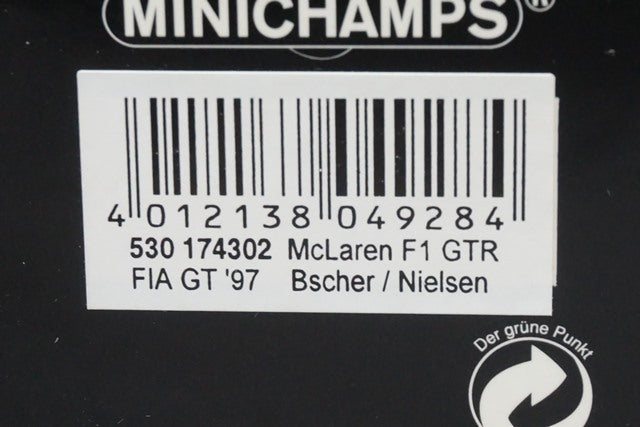 MINICHAMPS®
4 012138 049284
530 174302 McLaren F1 GTR
FIA GT '97 Bscher / Nielsen
Der grüne Punkt